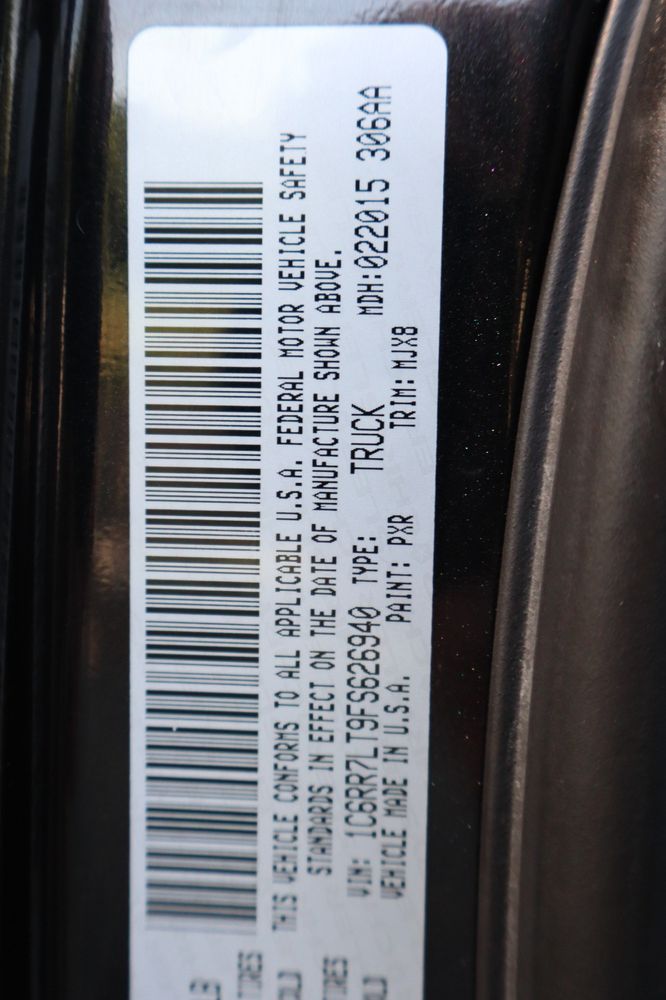 THIS VEHICLE CONFORMS TO ALL APPLICABLE U.S.A. FEDERAL MOTOR VEHICLE SAFETY
STANDARDS IN EFFECT ON THE DATE OF MANUFACTURE SHOWN ABOVE.
VIN: 1C6RR7LT9FS626940 TYPE: TRUCK MDH:022015 306AA
VEHICLE MADE IN U.S.A. PAINT: PXR TRIM: MJX8